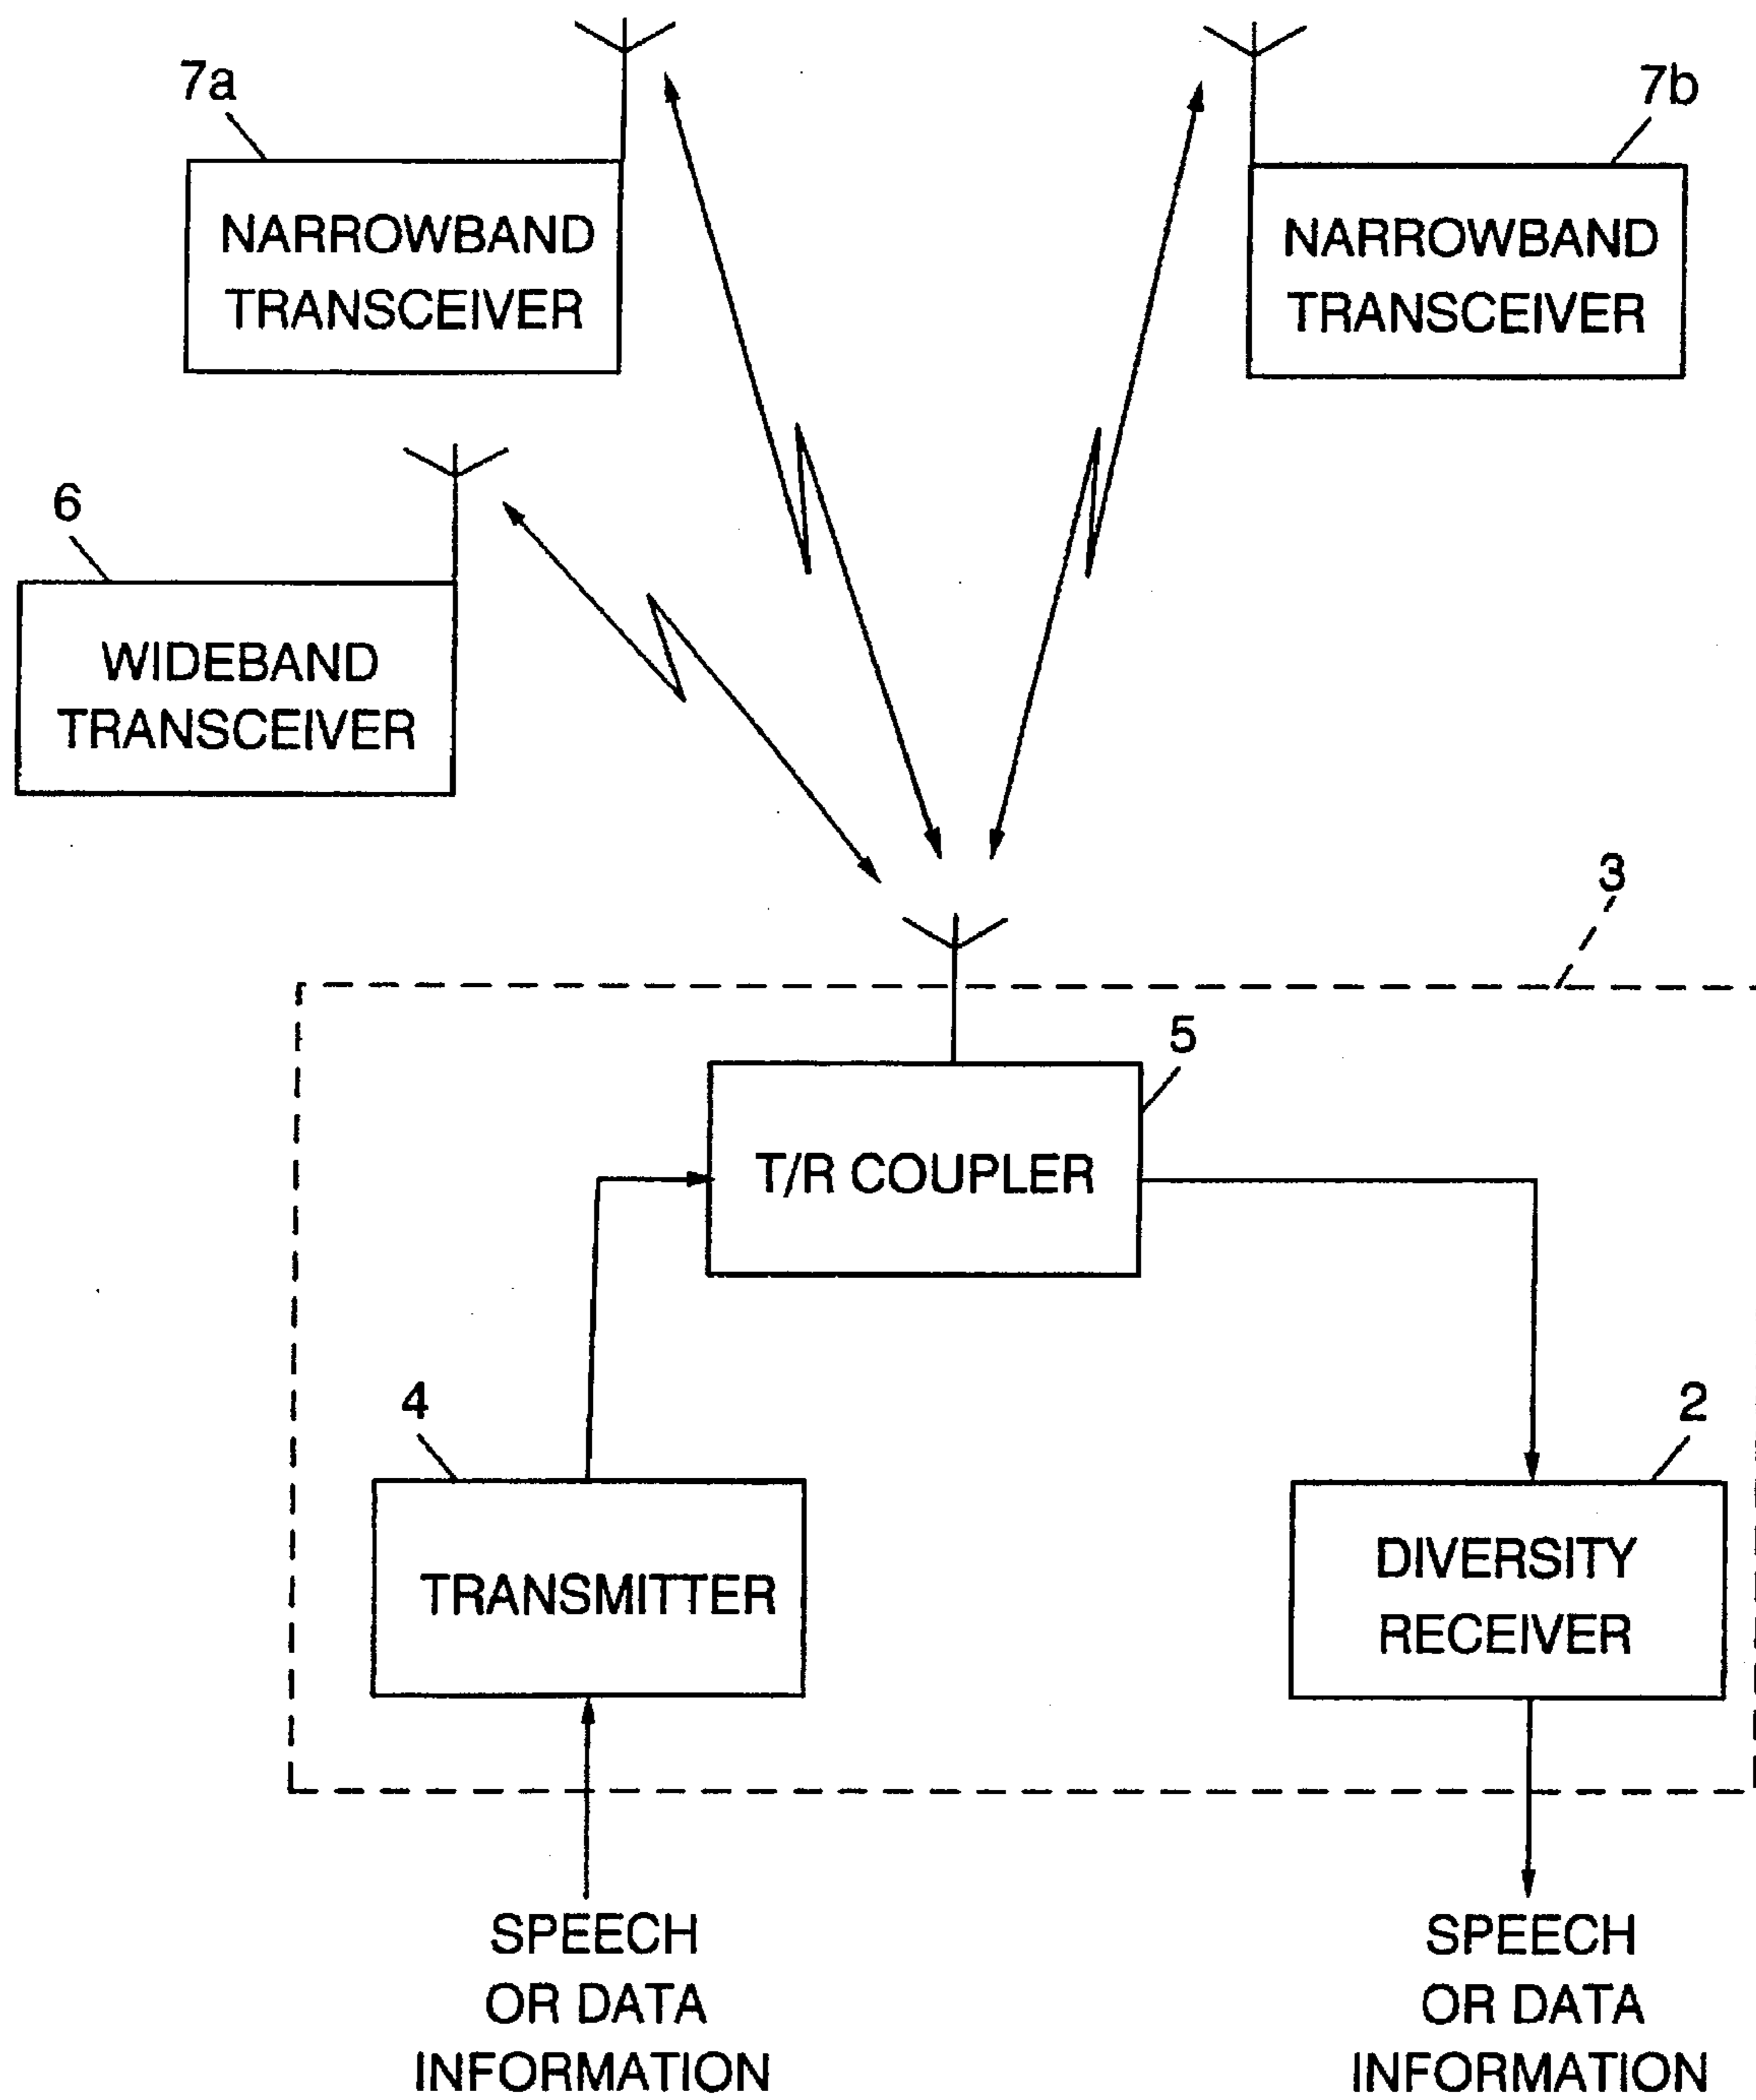 7a
7b
NARROWBAND
TRANSCEIVER
NARROWBAND
TRANSCEIVER
6
WIDEBAND
TRANSCEIVER
3
5
T/R COUPLER
4
2
TRANSMITTER
DIVERSITY
RECEIVER
SPEECH
OR DATA
INFORMATION
SPEECH
OR DATA
INFORMATION